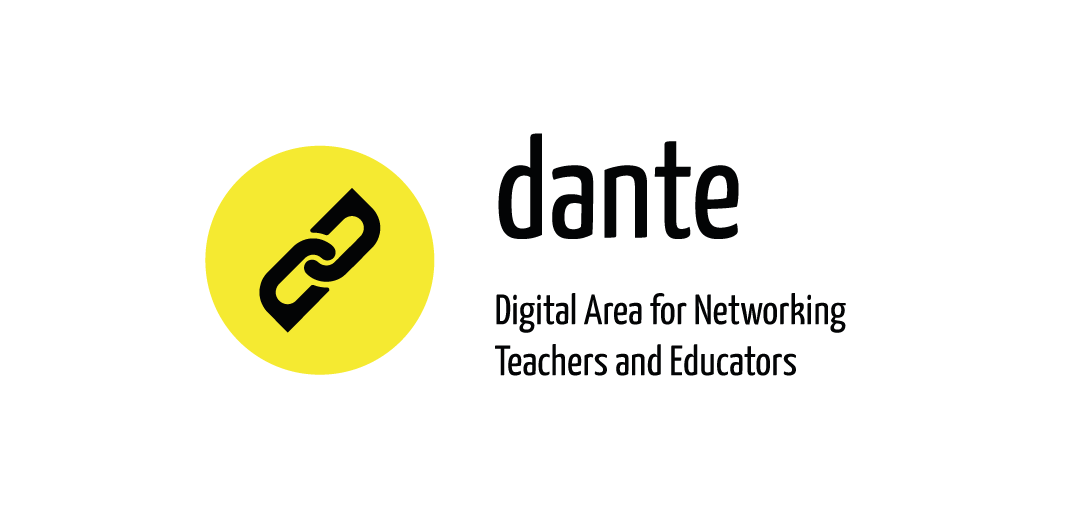 dante
Digital Area for Networking
Teachers and Educators